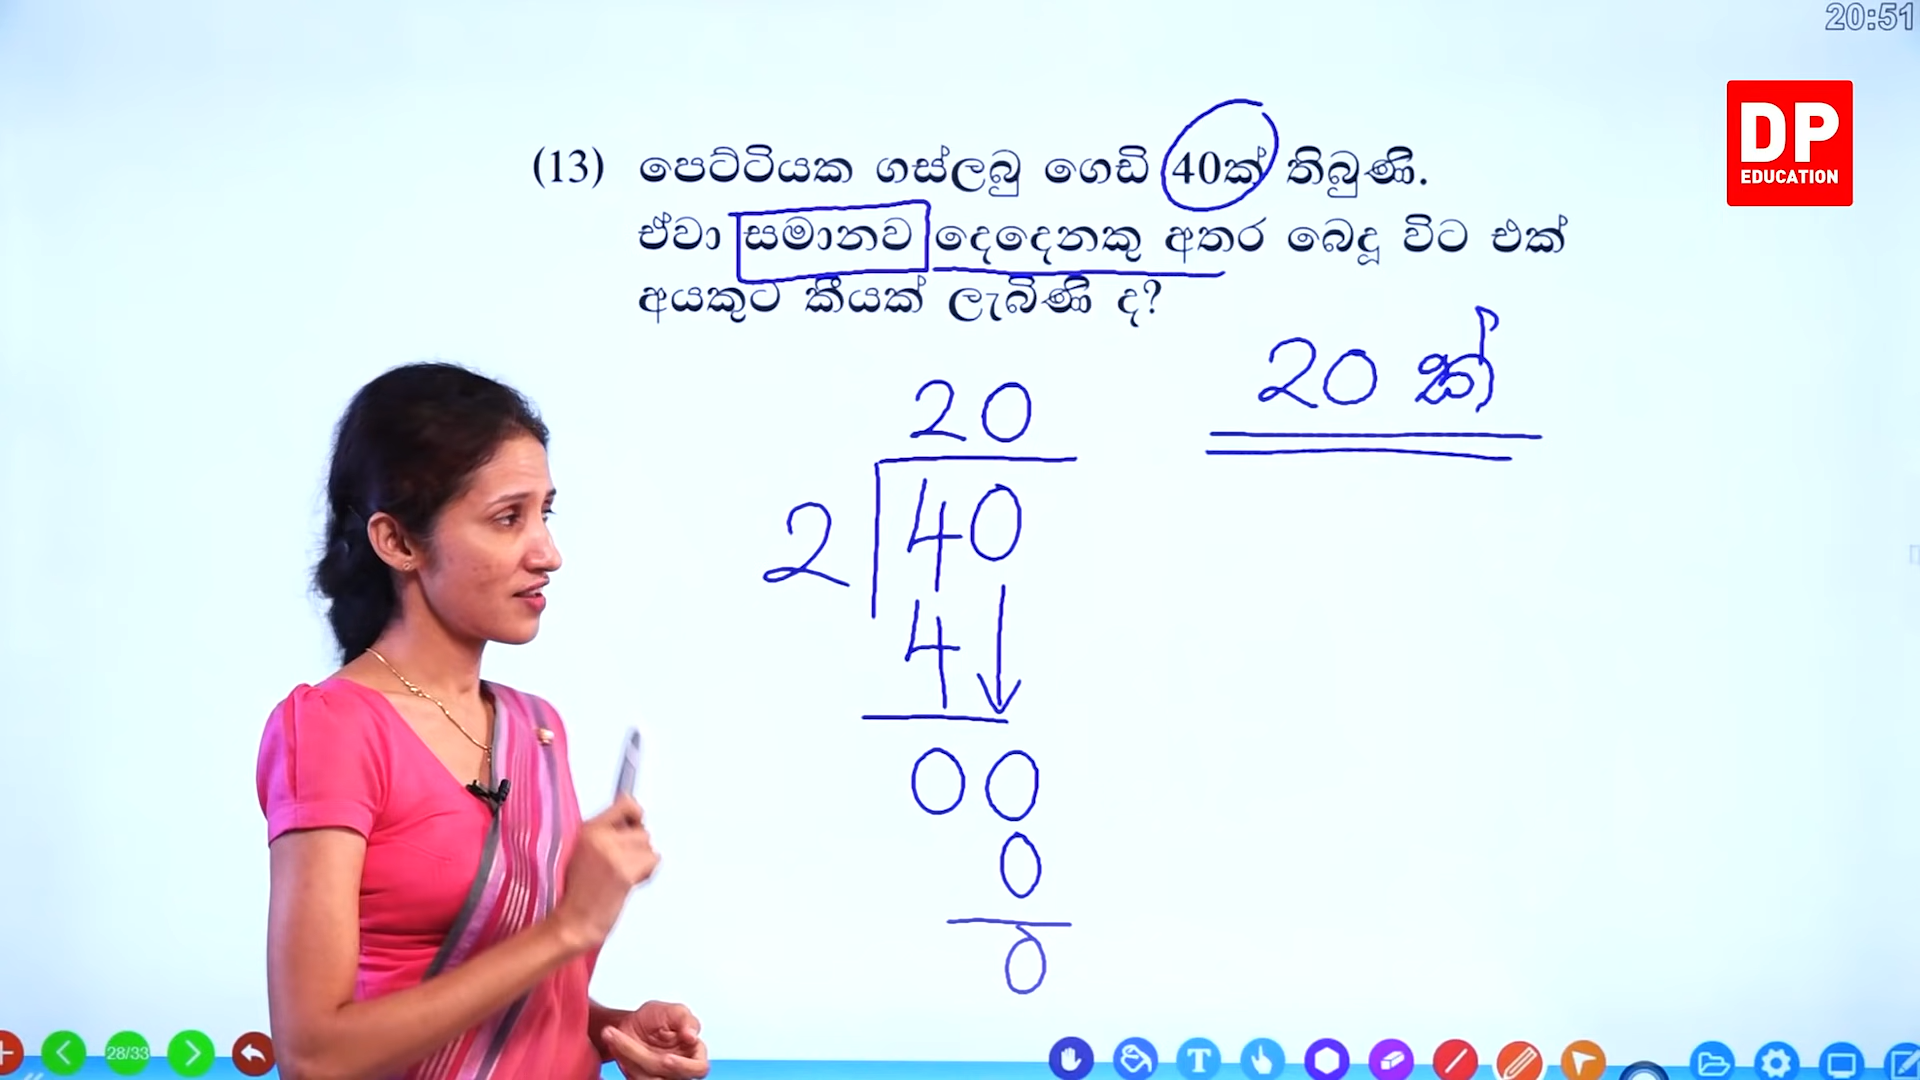 20:51
DP
EDUCATION
(13) පෙට්ටියක ගස්ලබු ගෙඩි 40ක් තිබුණි.
ඒවා සමානව දෙදෙනකු අතර බෙදූ විට එක්
අයකුට කීයක් ලැබිණි ද?
20 ක්
20
2 40
4
00
0
0
28/33
T